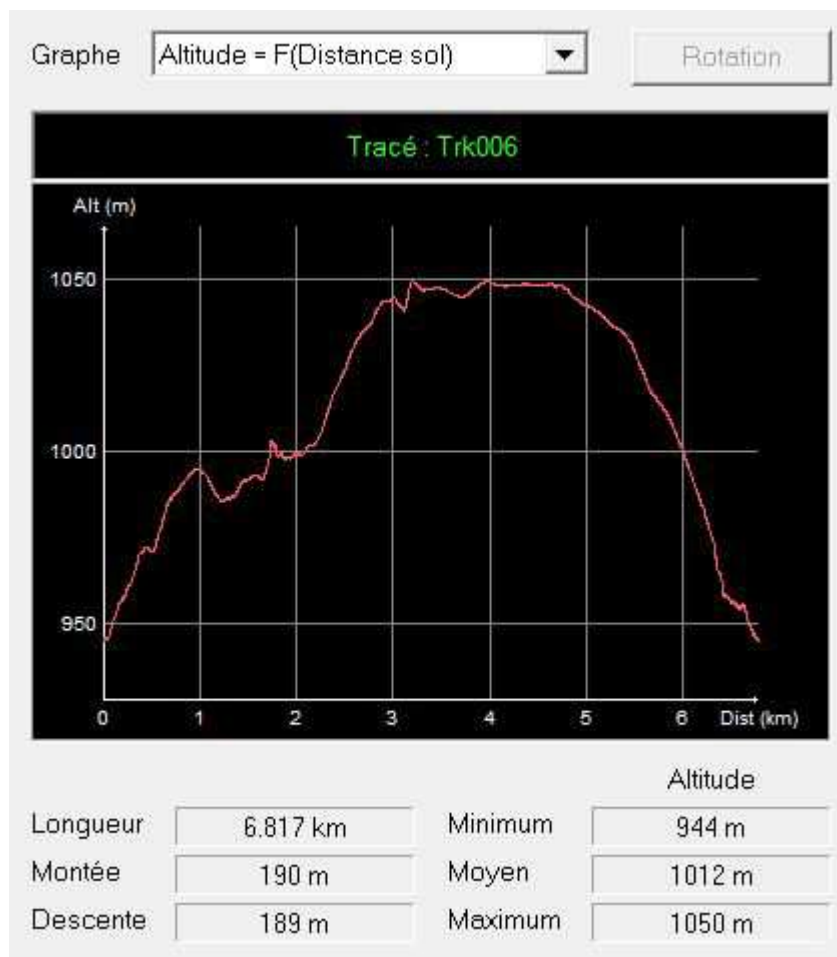 Graphe Altitude = F(Distance sol) Rotation
Tracé : Trk006
Alt (m)
1050
1000
950
0 1 2 3 4 5 6 Dist (km)
Altitude
Longueur 6.817 km Minimum 944 m
Montée 190 m Moyen 1012 m
Descente 189 m Maximum 1050 m